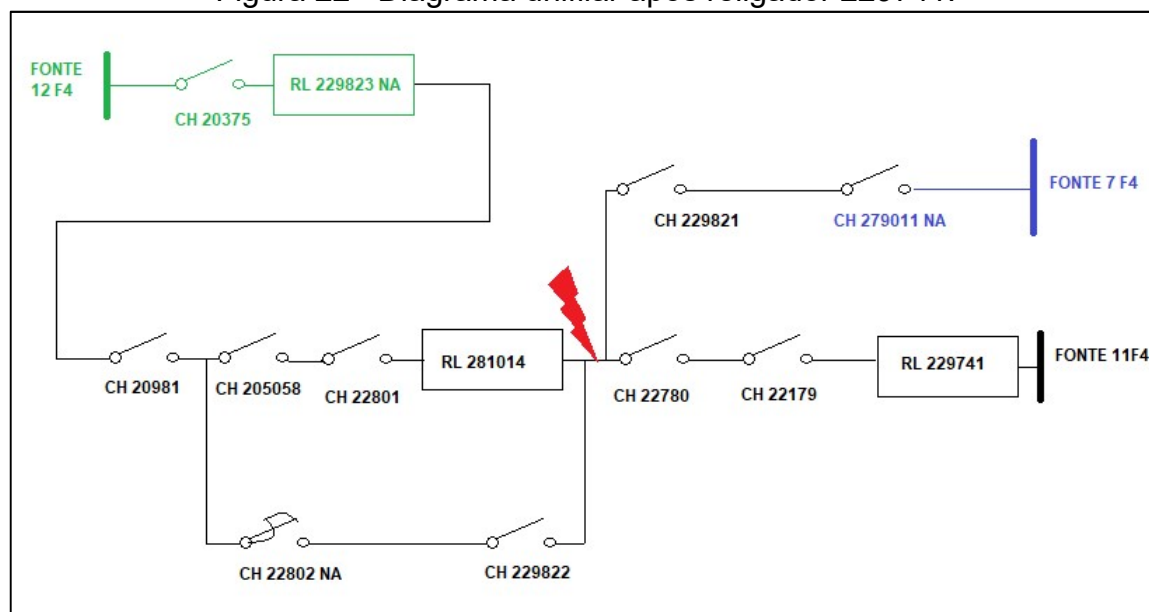 FONTE
12 F4
RL 229823 NA
CH 20375
FONTE 7 F4
CH 229821
CH 279011 NA
RL 281014
RL 229741
FONTE 11F4
CH 20981
CH 205058
CH 22801
CH 22780
CH 22179
CH 22802 NA
CH 229822